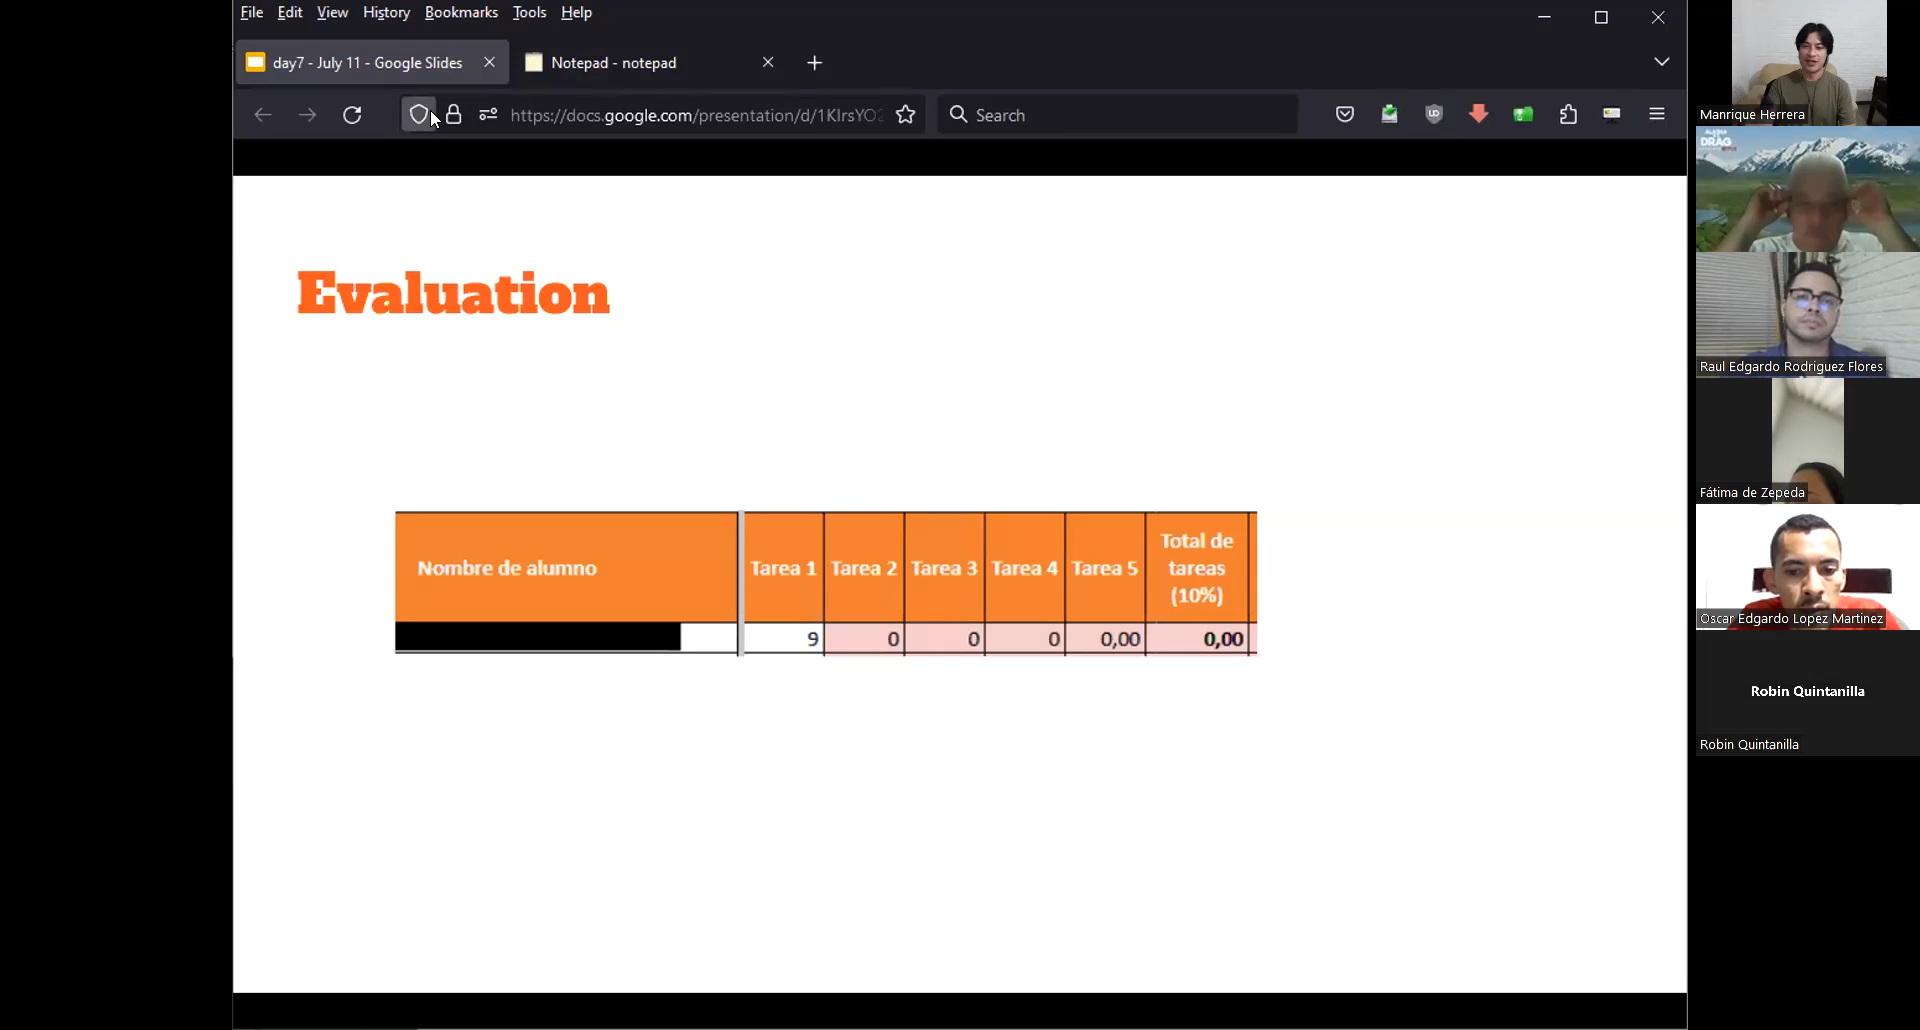 File Edit View History Bookmarks Tools Help
day7 - July 11 - Google Slides
Notepad - notepad
https://docs.google.com/presentation/d/1KIrsYO
Search
Evaluation
Nombre de alumno
Tarea 1
Tarea 2
Tarea 3
Tarea 4
Tarea 5
Total de
tareas
(10%)
9
0
0
0
0,00
0,00
Manrique Herrera
DRAG
Raul Edgardo Rodriguez Flores
Fátima de Zepeda
Oscar Edgardo Lopez Martinez
Robin Quintanilla
Robin Quintanilla